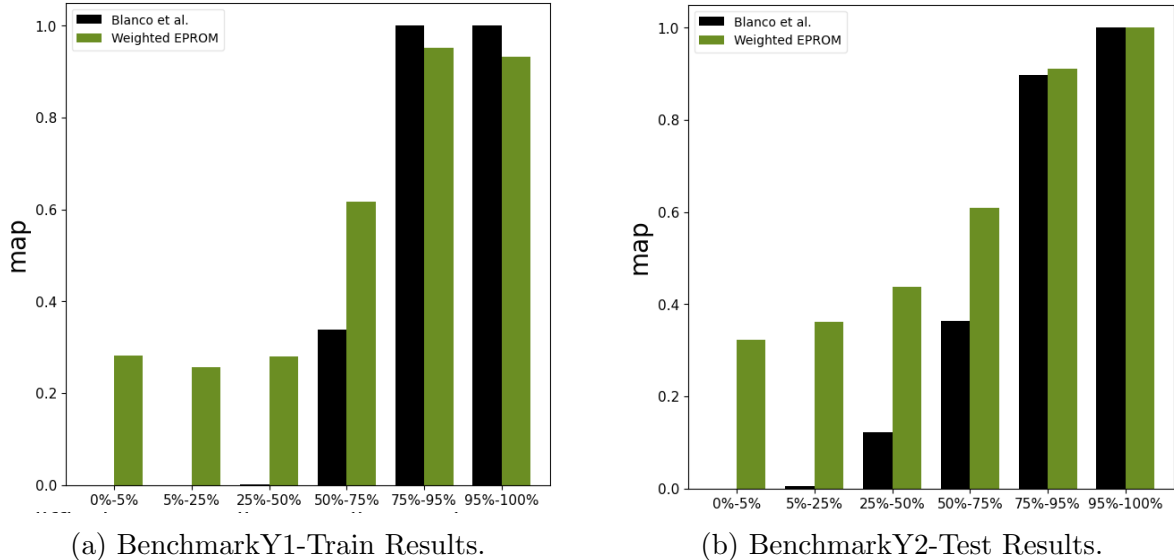 Blanco et al.
Weighted EPROM
map
1.0
0.8
0.6
0.4
0.2
0.0
0%-5% 5%-25% 25%-50% 50%-75% 75%-95% 95%-100%
(a) BenchmarkY1-Train Results.
Blanco et al.
Weighted EPROM
map
1.0
0.8
0.6
0.4
0.2
0.0
0%-5% 5%-25% 25%-50% 50%-75% 75%-95% 95%-100%
(b) BenchmarkY2-Test Results.